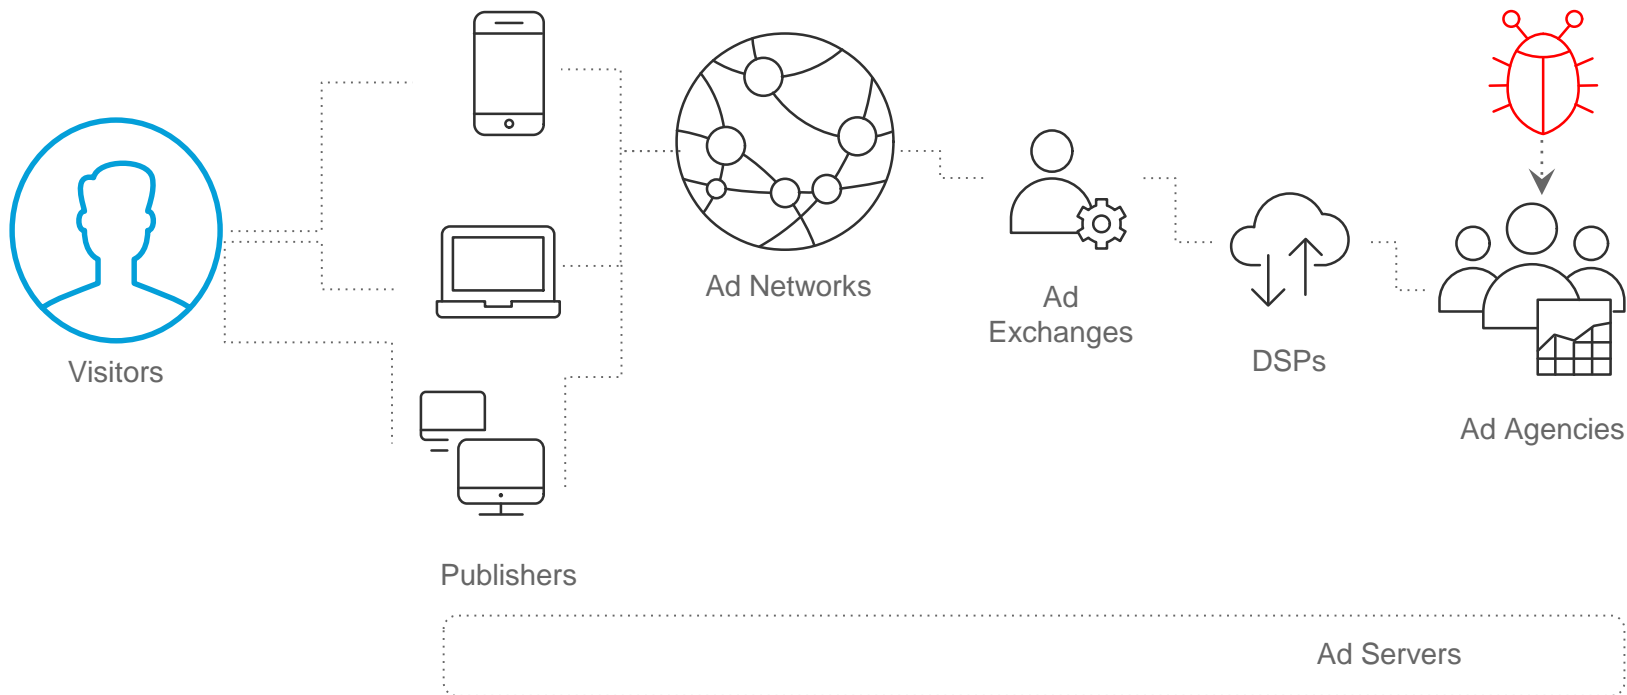 Visitors
Publishers
Ad Networks
Ad
Exchanges
DSPs
Ad Agencies
Ad Servers